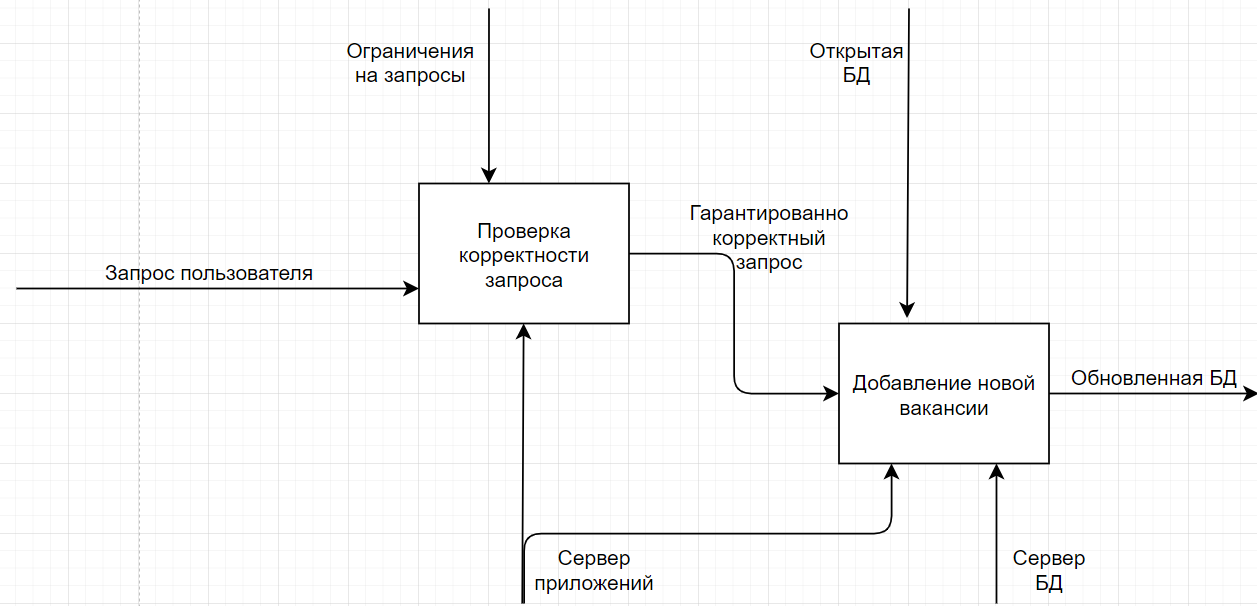 Ограничения
на запросы
Открытая
БД
Гарантированно
корректный
запрос
Проверка
корректности
запроса
Запрос пользователя
Добавление новой
вакансии
Обновленная БД
Сервер
приложений
Сервер
БД